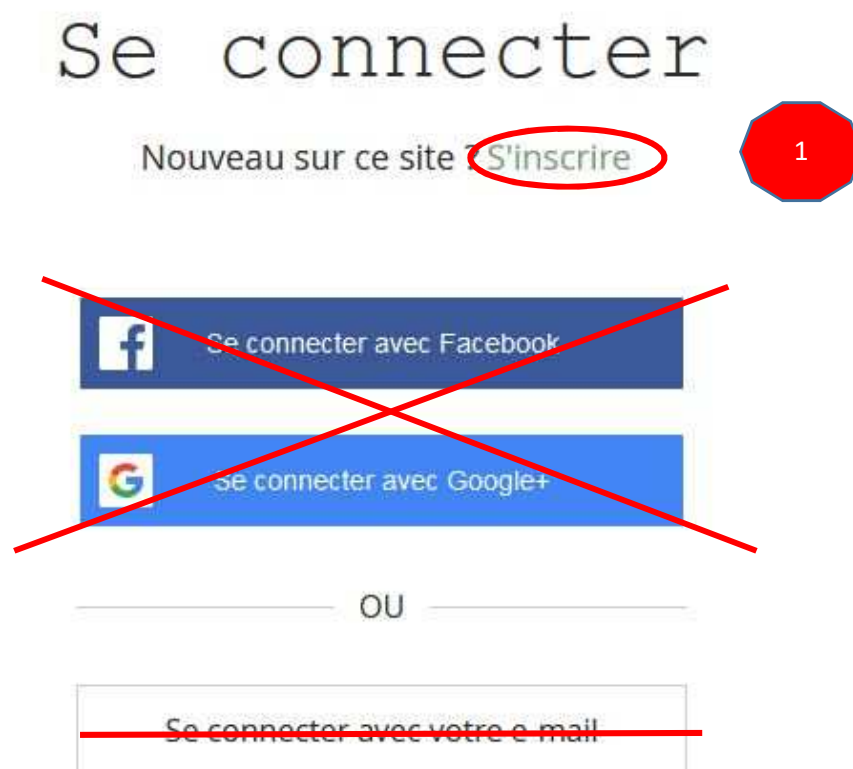 Se connecter
Nouveau sur ce site ? S'inscrire
1
Se connecter avec Facebook
Se connecter avec Google+
OU
Se connecter avec votre e-mail